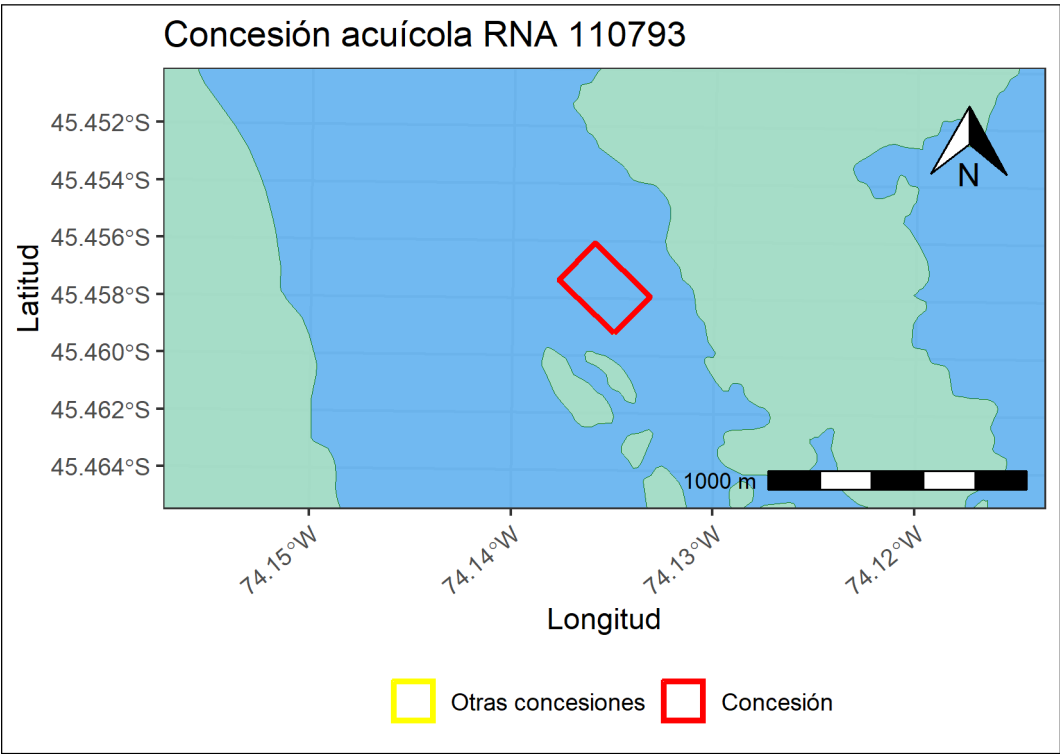 Concesión acuícola RNA 110793
45.452°S
45.454°S
45.456°S
45.458°S
45.460°S
45.462°S
45.464°S
Latitud
N
1000 m
74.15°W
74.14°W
74.13°W
74.12°W
Longitud
Otras concesiones
Concesión